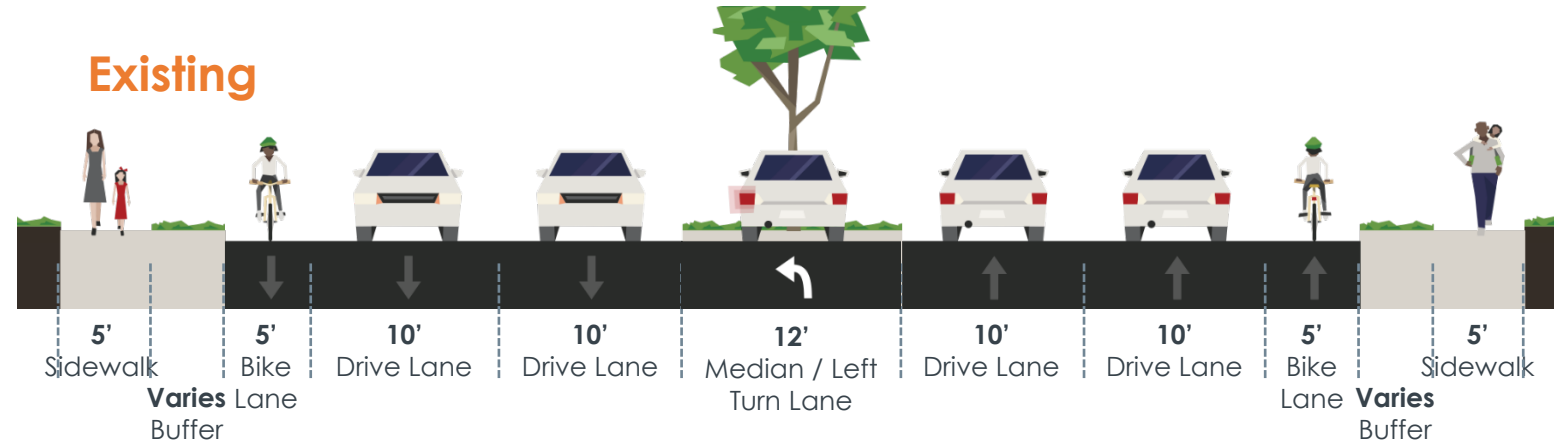 Existing
5’
Sidewalk
Varies
Buffer
5’
Bike
Lane
10’
Drive Lane
10’
Drive Lane
12’
Median / Left
Turn Lane
10’
Drive Lane
10’
Drive Lane
5’
Bike
Lane
Varies
Buffer
5’
Sidewalk